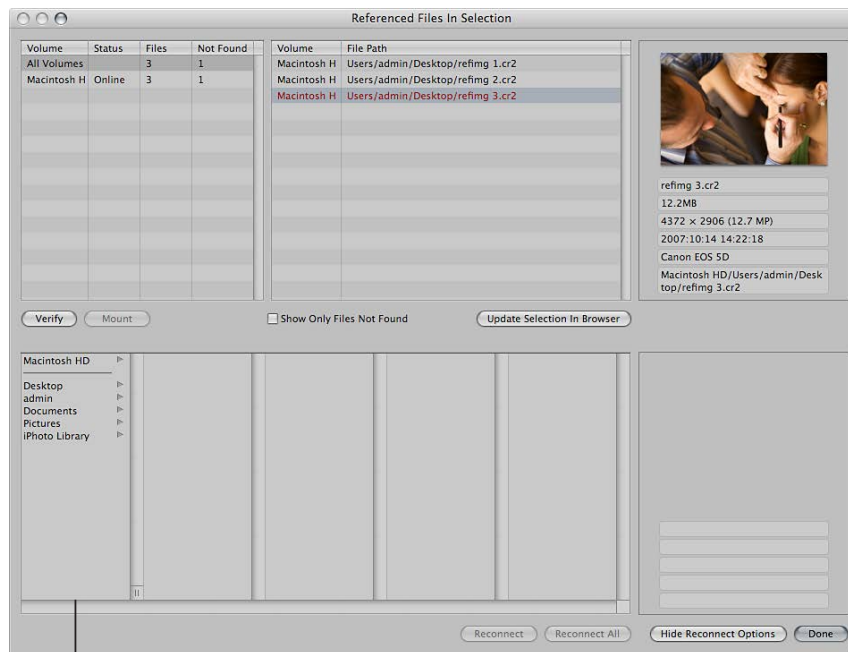 Referenced Files In Selection
Volume Status Files Not Found
All Volumes 3 1
Macintosh H Online 3 1
Volume File Path
Macintosh H Users/admin/Desktop/refimg 1.cr2
Macintosh H Users/admin/Desktop/refimg 2.cr2
Macintosh H Users/admin/Desktop/refimg 3.cr2
refimg 3.cr2
12.2MB
4372 × 2906 (12.7 MP)
2007:10:14 14:22:18
Canon EOS 5D
Macintosh HD/Users/admin/Desk
top/refimg 3.cr2
Verify Mount
Show Only Files Not Found
Update Selection In Browser
Macintosh HD
Desktop
admin
Documents
Pictures
iPhoto Library
Reconnect Reconnect All Hide Reconnect Options Done